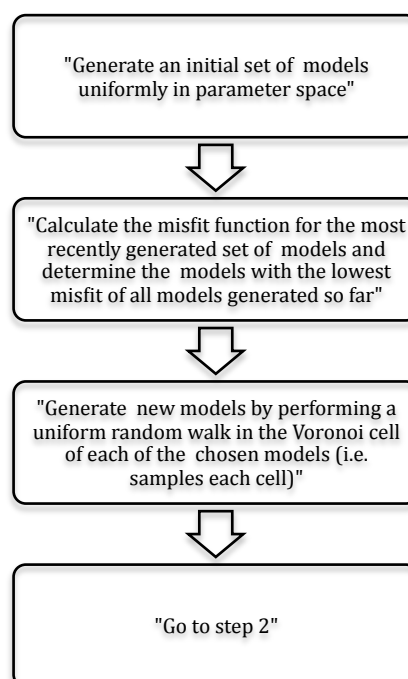 "Generate an initial set of models
uniformly in parameter space"
"Calculate the misfit function for the most
recently generated set of models and
determine the models with the lowest
misfit of all models generated so far"
"Generate new models by performing a
uniform random walk in the Voronoi cell
of each of the chosen models (i.e.
samples each cell)"
"Go to step 2"